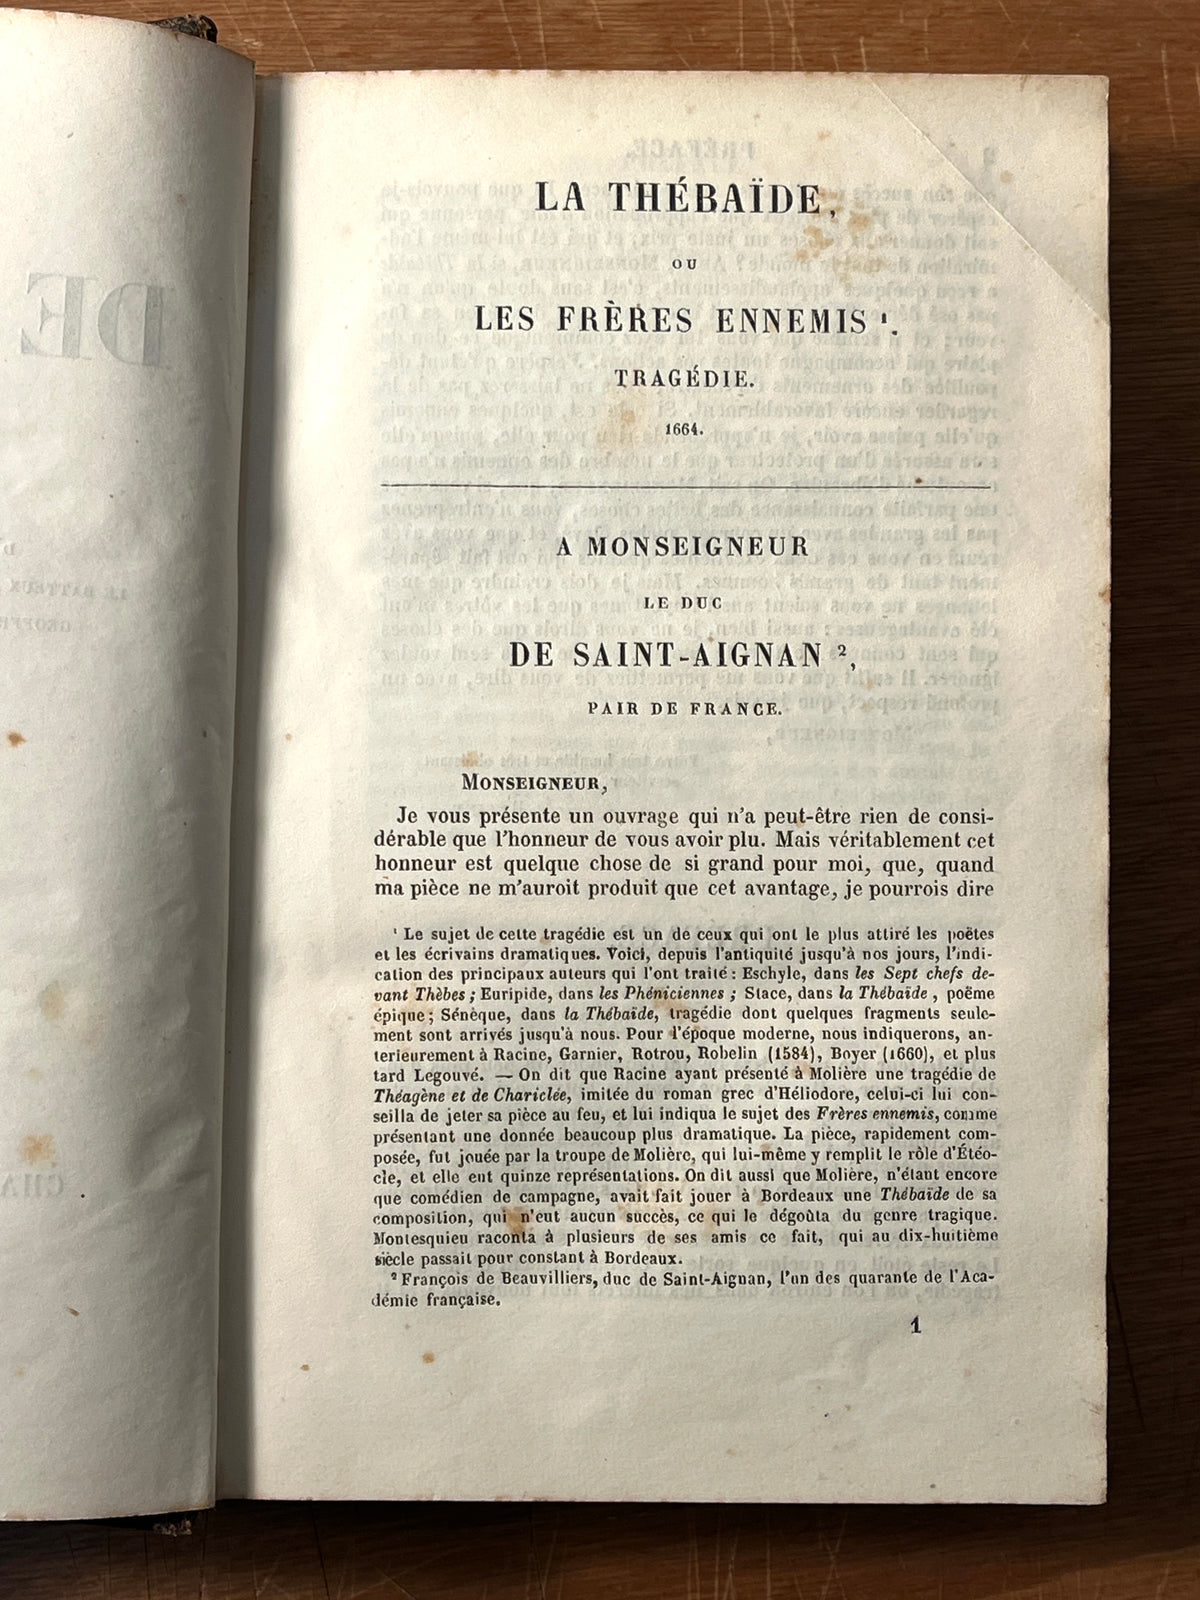 LA THÉBAÏDE,
OU
LES FRÈRES ENNEMIS ¹.
TRAGÉDIE.
1664.
A MONSEIGNEUR
LE DUC
DE SAINT-AIGNAN ²,
PAIR DE FRANCE.
MONSEIGNEUR,
Je vous présente un ouvrage qui n'a peut-être rien de consi-
dérable que l'honneur de vous avoir plu. Mais véritablement cet
honneur est quelque chose de si grand pour moi, que, quand
ma pièce ne m'auroit produit que cet avantage, je pourrois dire
¹ Le sujet de cette tragédie est un de ceux qui ont le plus attiré les poëtes
et les écrivains dramatiques. Voici, depuis l'antiquité jusqu'à nos jours, l'indi-
cation des principaux auteurs qui l'ont traité : Eschyle, dans les Sept chefs de-
vant Thèbes ; Euripide, dans les Phéniciennes ; Stace, dans la Thébaïde , poëme
épique ; Sénèque, dans la Thébaïde, tragédie dont quelques fragments seule-
ment sont arrivés jusqu'à nous. Pour l'époque moderne, nous indiquerons, an-
terieurement à Racine, Garnier, Rotrou, Robelin (1584), Boyer (1660), et plus
tard Legouvé. — On dit que Racine ayant présenté à Molière une tragédie de
Théagène et de Chariclée, imitée du roman grec d'Héliodore, celui-ci lui con-
seilla de jeter sa pièce au feu, et lui indiqua le sujet des Frères ennemis, comme
présentant une donnée beaucoup plus dramatique. La pièce, rapidement com-
posée, fut jouée par la troupe de Molière, qui lui-même y remplit le rôle d'Étéo-
cle, et elle eut quinze représentations. On dit aussi que Molière, n'étant encore
que comédien de campagne, avait fait jouer à Bordeaux une Thébaïde de sa
composition, qui n'eut aucun succès, ce qui le dégoûta du genre tragique.
Montesquieu raconta à plusieurs de ses amis ce fait, qui au dix-huitième
siècle passait pour constant à Bordeaux.
² François de Beauvilliers, duc de Saint-Aignan, l'un des quarante de l'Aca-
démie française.
1